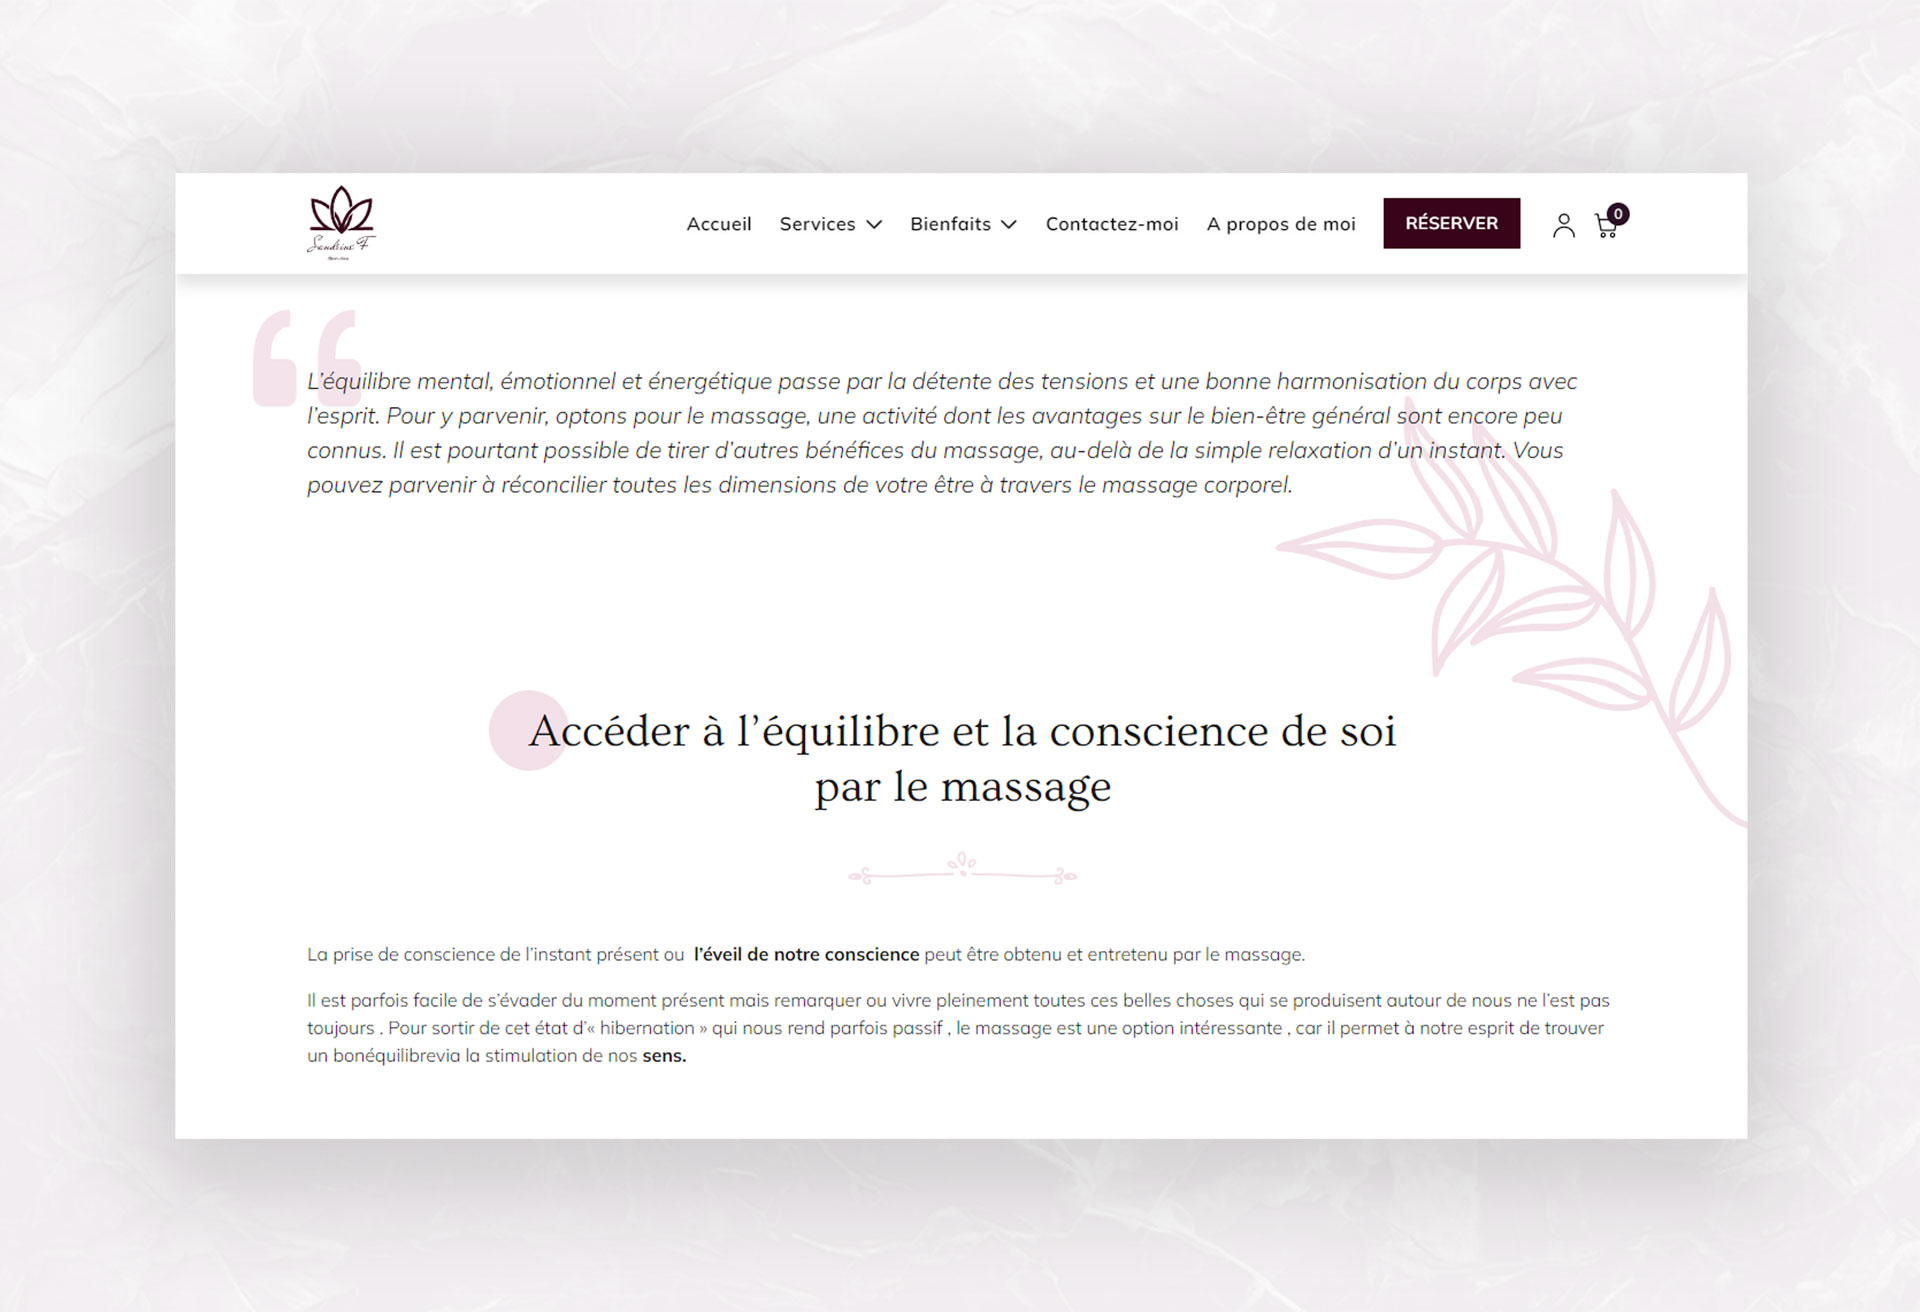 Sandrine F
Accueil Services Bienfaits Contactez-moi A propos de moi RÉSERVER 0
L’équilibre mental, émotionnel et énergétique passe par la détente des tensions et une bonne harmonisation du corps avec
l’esprit. Pour y parvenir, optons pour le massage, une activité dont les avantages sur le bien-être général sont encore peu
connus. Il est pourtant possible de tirer d’autres bénéfices du massage, au-delà de la simple relaxation d’un instant. Vous
pouvez parvenir à réconcilier toutes les dimensions de votre être à travers le massage corporel.
Accéder à l’équilibre et la conscience de soi
par le massage
La prise de conscience de l’instant présent ou l’éveil de notre conscience peut être obtenu et entretenu par le massage.
Il est parfois facile de s’évader du moment présent mais remarquer ou vivre pleinement toutes ces belles choses qui se produisent autour de nous ne l’est pas
toujours . Pour sortir de cet état d’« hibernation » qui nous rend parfois passif , le massage est une option intéressante , car il permet à notre esprit de trouver
un bonéquilibrevia la stimulation de nos sens.